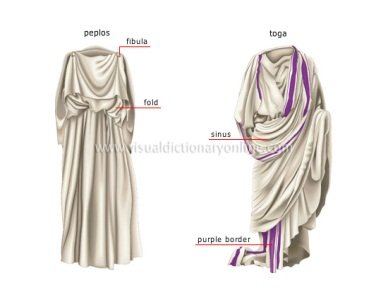 peplos
fibula
fold
toga
sinus
purple border
www.visualdictionaryonline.com